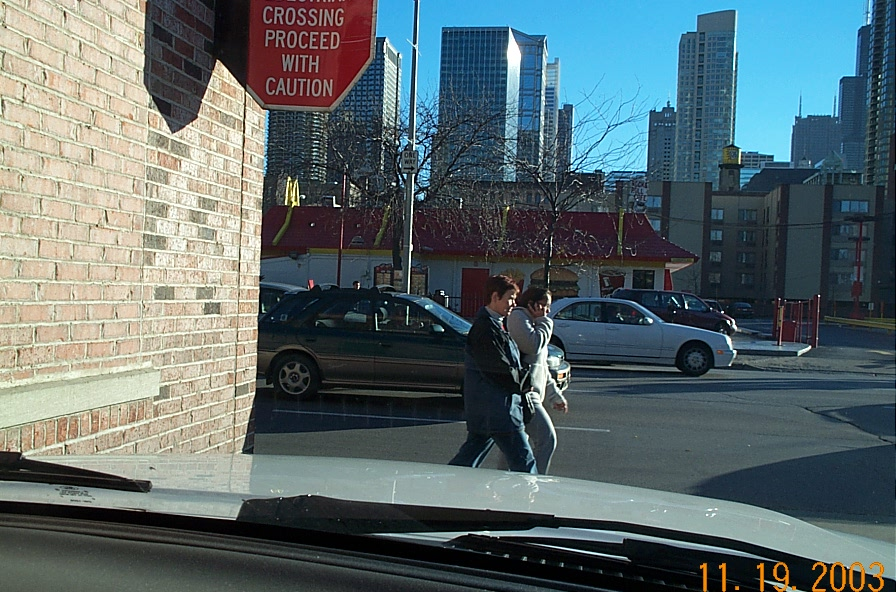 CROSSING
PROCEED
WITH
CAUTION
11.19.2003